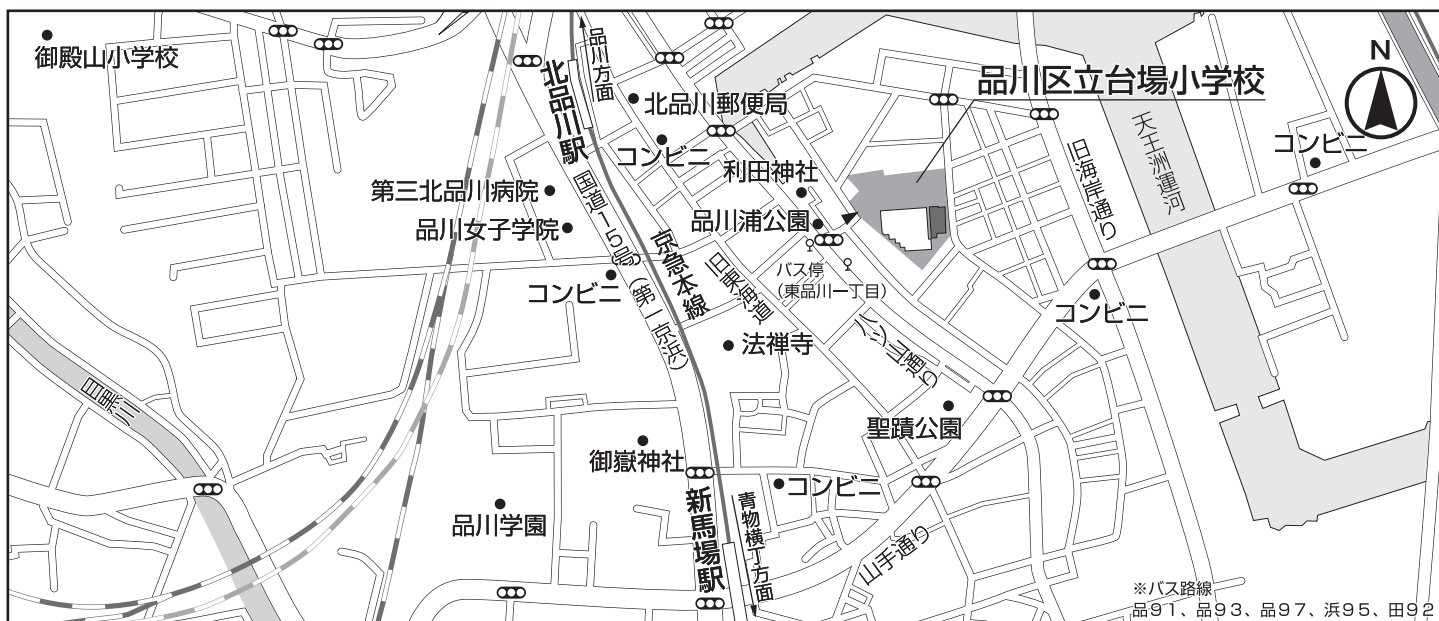 御殿山小学校
品川方面
N
北品川駅
品川区立台場小学校
北品川郵便局
天王洲運河
コンビニ
コンビニ
旧海岸通り
利田神社
第三北品川病院
国道15号(第一京浜)
品川浦公園
品川女子学院
京急本線
旧東海道
バス停
(東品川一丁目)
コンビニ
コンビニ
イシ山通り
法禅寺
目黒川
聖蹟公園
御嶽神社
コンビニ
新馬場駅
青物横丁方面
品川学園
山手通り
※バス路線
品91、品93、品97、浜95、田92